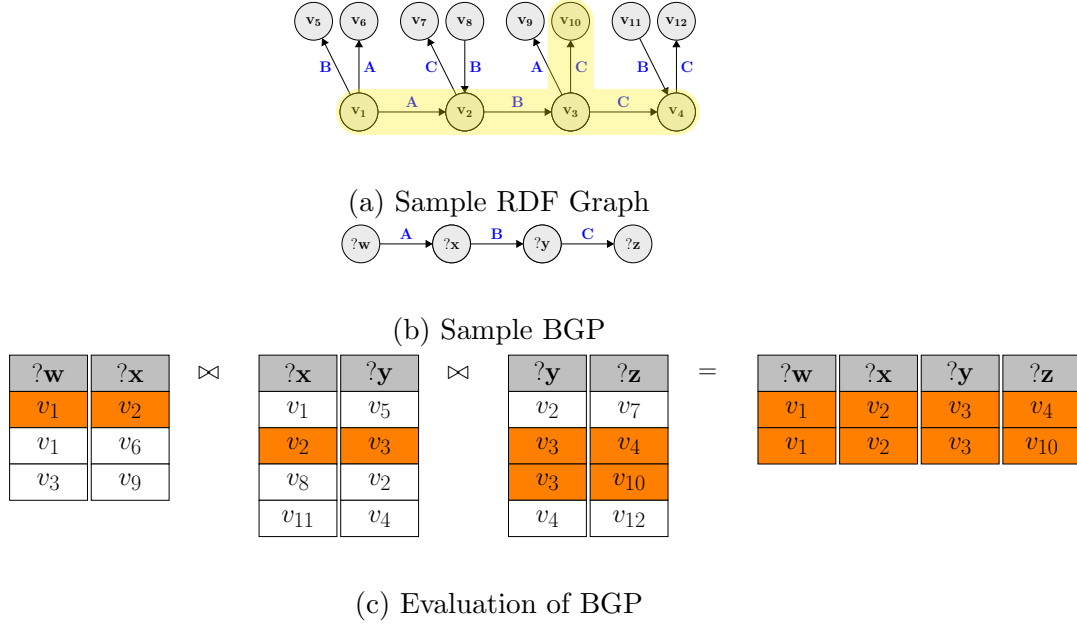 v₅ v₆ v₇ v₈ v₉ v₁₀ v₁₁ v₁₂
B A C B A C B C
v₁ A v₂ B v₃ C v₄
(a) Sample RDF Graph
?w A ?x B ?y C ?z
(b) Sample BGP
?w ?x ⋈ ?x ?y ⋈ ?y ?z = ?w ?x ?y ?z
v₁ v₂ v₁ v₅ v₂ v₇ v₁ v₂ v₃ v₄
v₁ v₆ v₂ v₃ v₃ v₄ v₁ v₂ v₃ v₁₀
v₃ v₉ v₈ v₂ v₃ v₁₀
v₁₁ v₄ v₄ v₁₂
(c) Evaluation of BGP